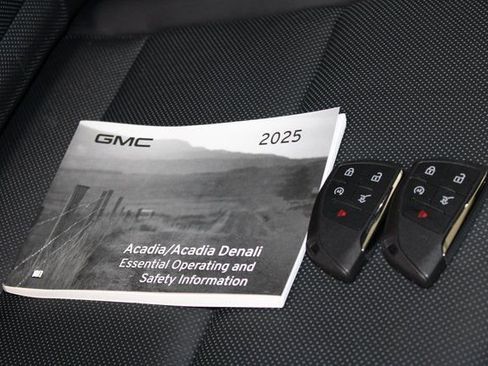 GMC 2025
Acadia/Acadia Denali
Essential Operating and
Safety Information